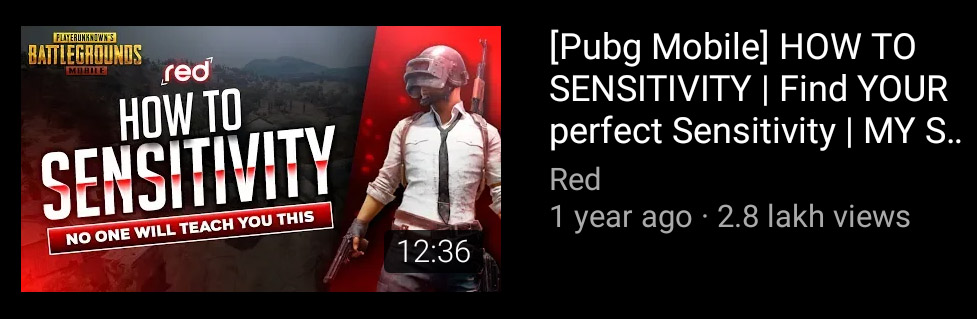 PLAYERUNKNOWN'S
BATTLEGROUNDS
MOBILE
red
HOW TO
SENSITIVITY
NO ONE WILL TEACH YOU THIS
12:36
[Pubg Mobile] HOW TO
SENSITIVITY | Find YOUR
perfect Sensitivity | MY S..
Red
1 year ago · 2.8 lakh views